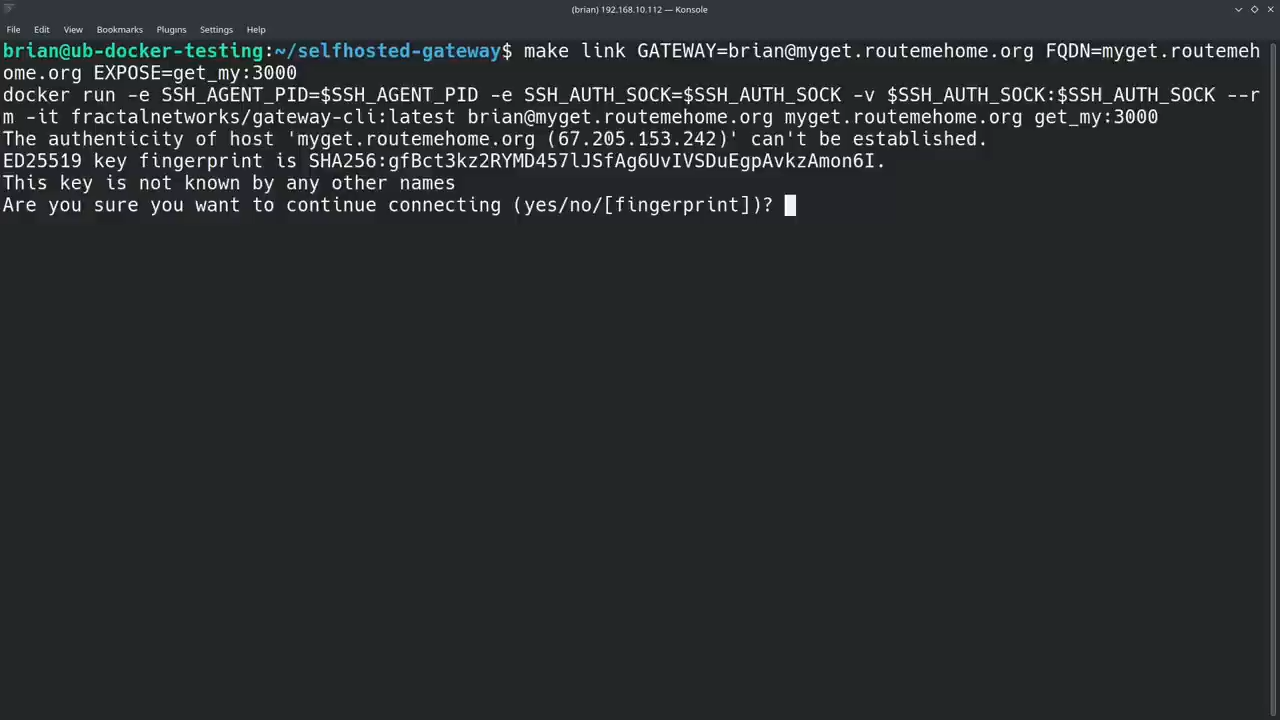 (brian) 192.168.10.112 — Konsole
File Edit View Bookmarks Plugins Settings Help
brian@ub-docker-testing:~/selfhosted-gateway$ make link GATEWAY=brian@myget.routemehome.org FQDN=myget.routemeh
ome.org EXPOSE=get_my:3000
docker run -e SSH_AGENT_PID=$SSH_AGENT_PID -e SSH_AUTH_SOCK=$SSH_AUTH_SOCK -v $SSH_AUTH_SOCK:$SSH_AUTH_SOCK --r
m -it fractalnetworks/gateway-cli:latest brian@myget.routemehome.org myget.routemehome.org get_my:3000
The authenticity of host 'myget.routemehome.org (67.205.153.242)' can't be established.
ED25519 key fingerprint is SHA256:gfBct3kz2RYMD457lJSfAg6UvIVSDuEgpAvkzAmon6I.
This key is not known by any other names
Are you sure you want to continue connecting (yes/no/[fingerprint])?